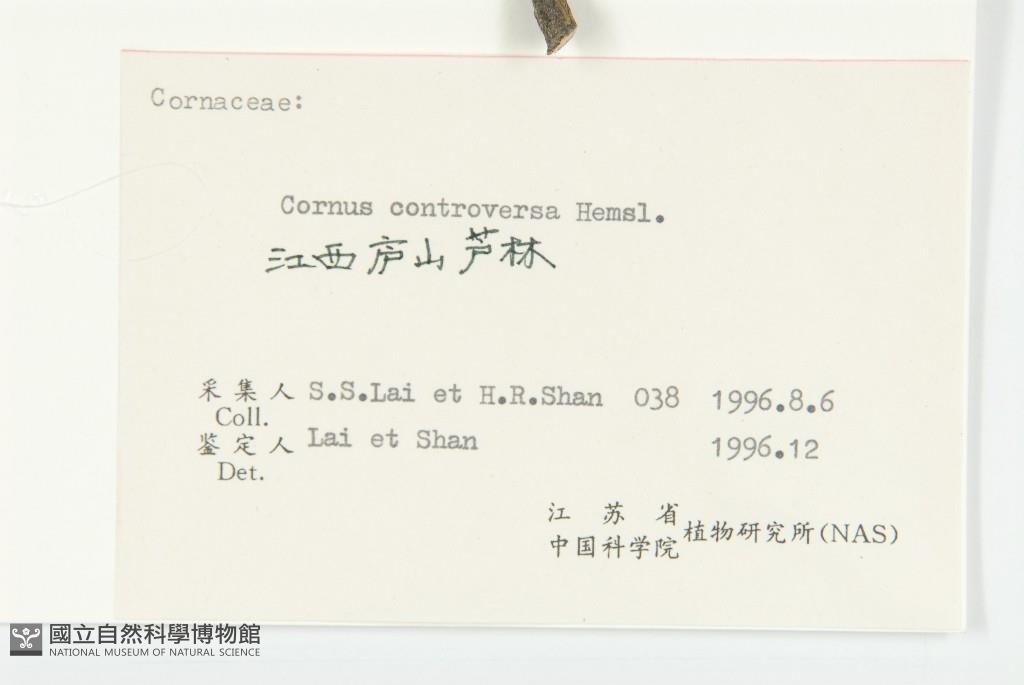 Cornaceae:
Cornus controversa Hemsl.
江西庐山芦林
采集人 S.S.Lai et H.R.Shan 038 1996.8.6
Coll.
鉴定人 Lai et Shan 1996.12
Det.
江苏省
中国科学院 植物研究所(NAS)
國立自然科學博物館
NATIONAL MUSEUM OF NATURAL SCIENCE